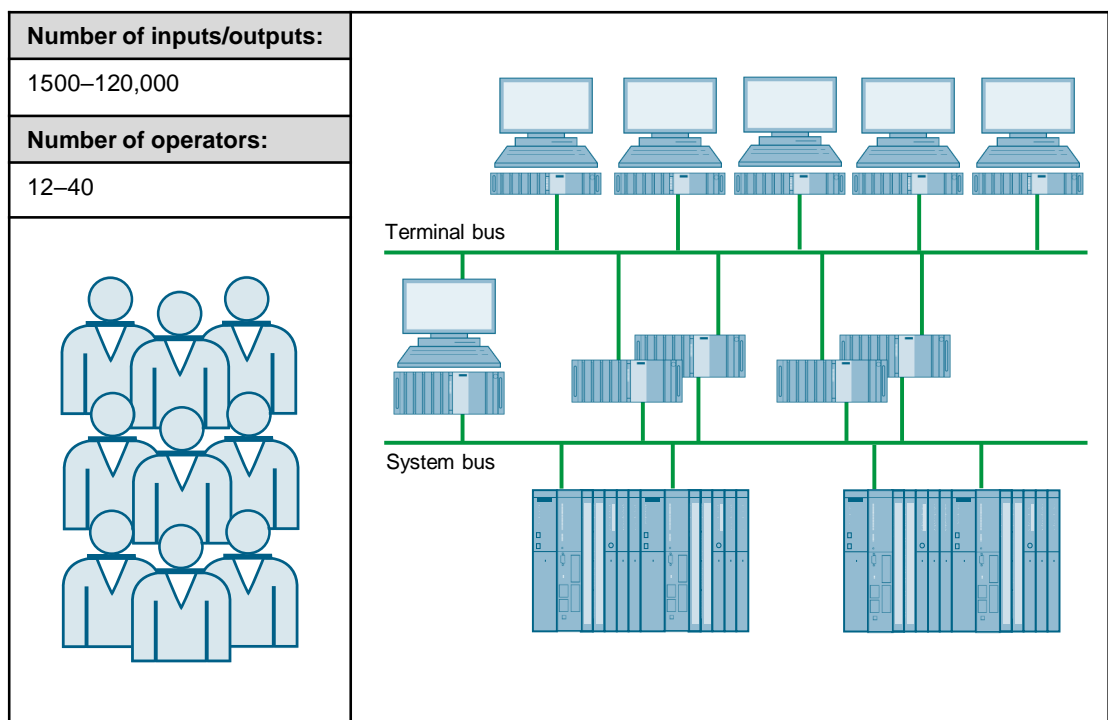 Number of inputs/outputs:
1500–120,000
Number of operators:
12–40
Terminal bus
System bus